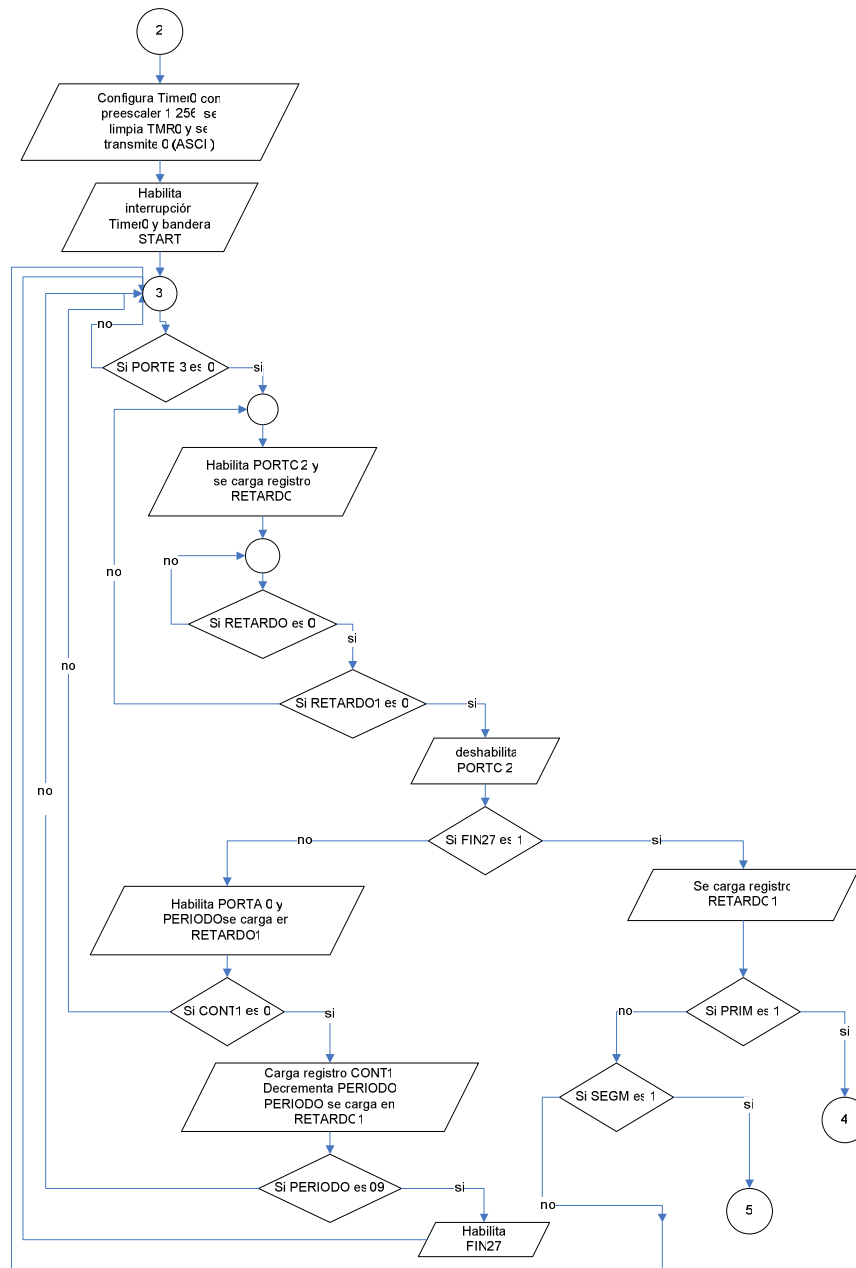 2
Configura Timer0 con
preescaler 1 256 se
limpia TMR0 y se
transmite 0 (ASCI )
Habilita
interrupción
Timer0 y bandera
START
3
no
Si PORTE 3 es 0
si
Habilita PORTC 2 y
se carga registro
RETARDO
no
no
Si RETARDO es 0
si
no
Si RETARDO1 es 0
si
deshabilita
PORTC 2
no
no
Si FIN27 es 1
si
Habilita PORTA 0 y
PERIODOse carga en
RETARDO1
Se carga registro
RETARDO1
Si CONT1 es 0
si
no
Si PRIM es 1
si
Carga registro CONT1
Decrementa PERIODO
PERIODO se carga en
RETARDO1
Si SEGM es 1
si
4
Si PERIODO es 09
si
no
5
Habilita
FIN27